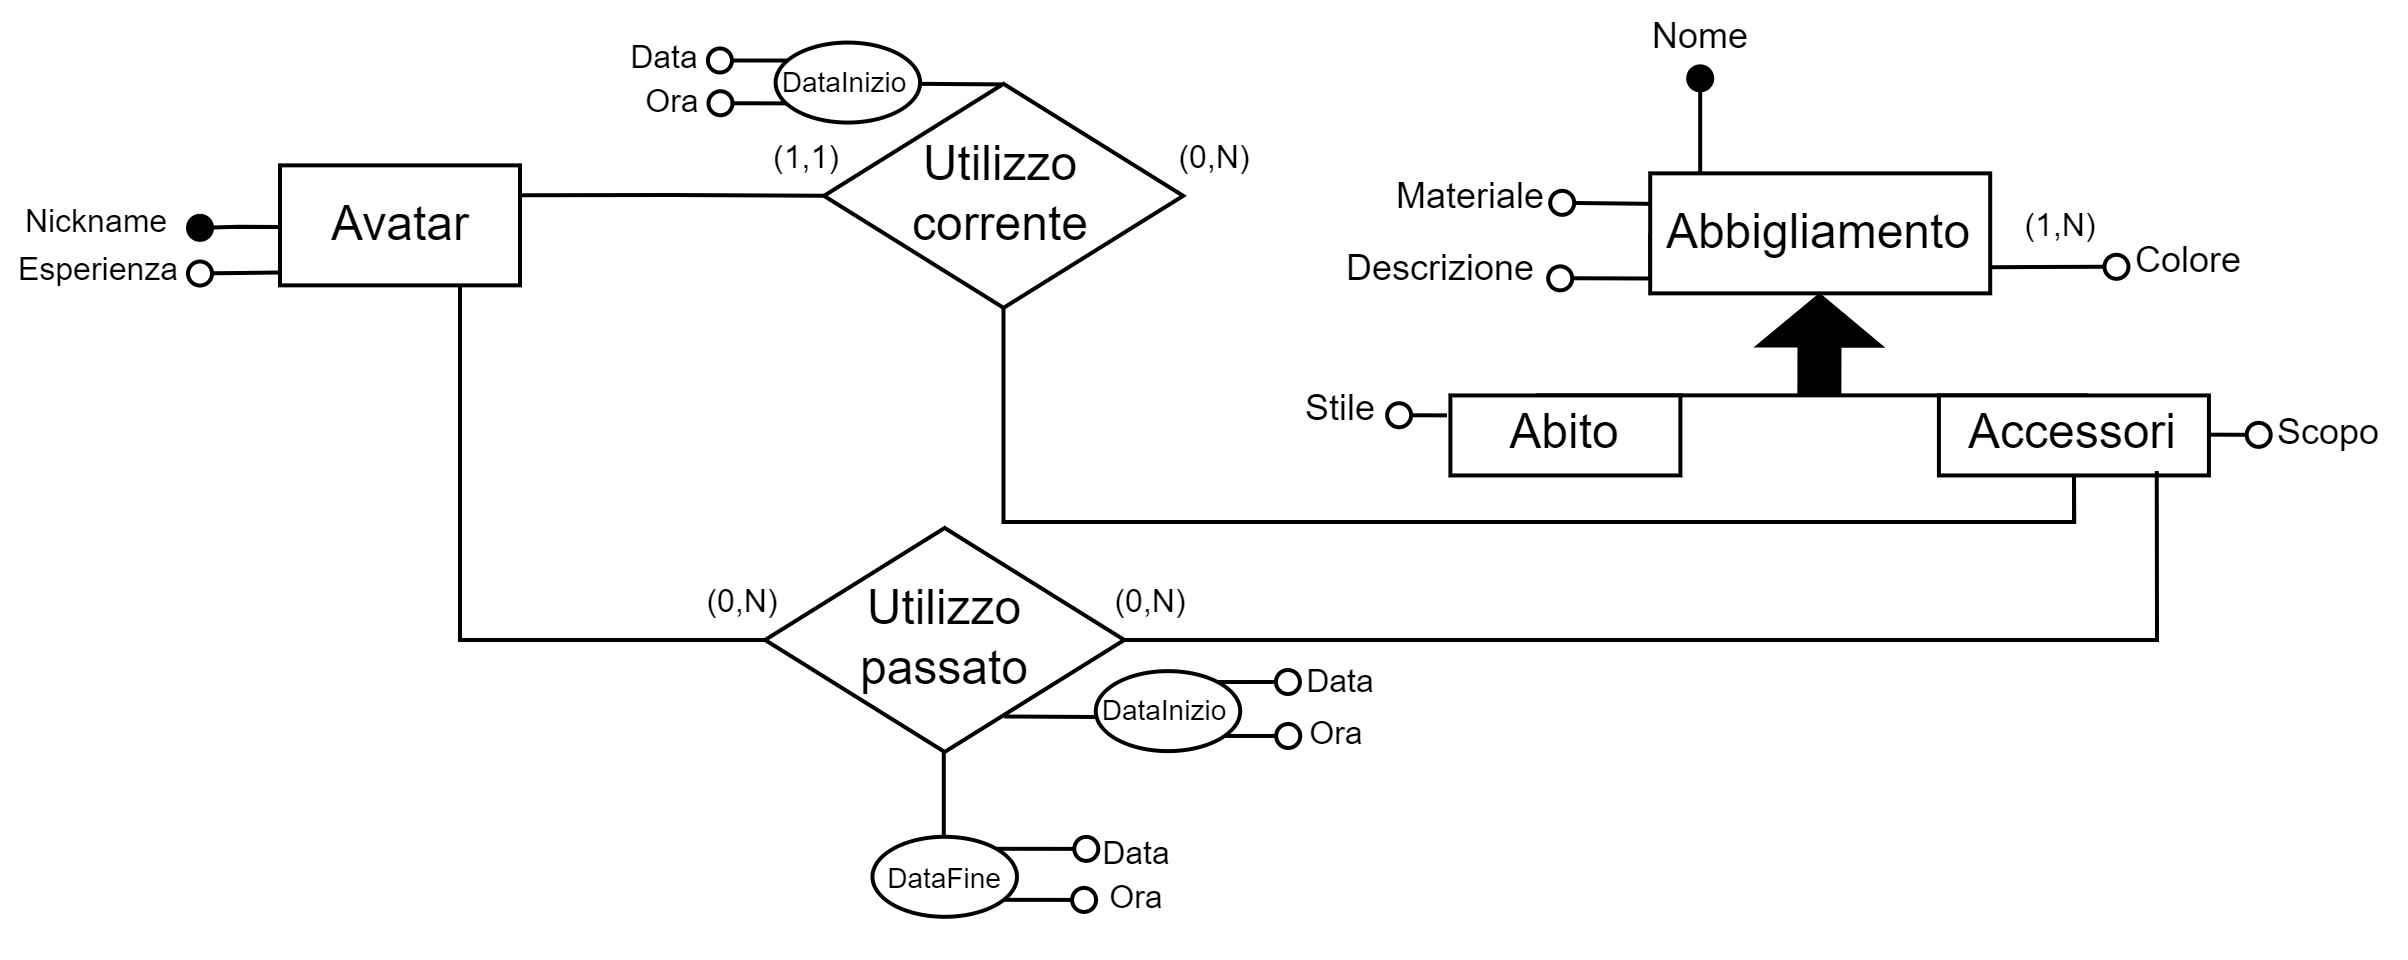 Nome
Data
DataInizio
Ora
(1,1)
Utilizzo
corrente
(0,N)
Nickname
Esperienza
Avatar
Materiale
Descrizione
Abbigliamento
(1,N)
Colore
Stile
Abito
Accessori
Scopo
(0,N)
Utilizzo
passato
(0,N)
DataInizio
Data
Ora
DataFine
Data
Ora